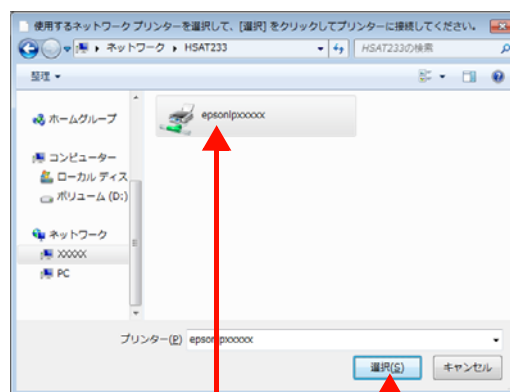 使用するネットワーク プリンターを選択して、[選択] をクリックしてプリンターに接続してください。
ネットワーク ▸ HSAT233
HSAT233の検索
整理
epsonlpxxxxx
ホームグループ
コンピューター
ローカル ディス
ボリューム (D:)
ネットワーク
XXXXX
PC
プリンター(P)
epsonlpxxxxx
選択(S)
キャンセル